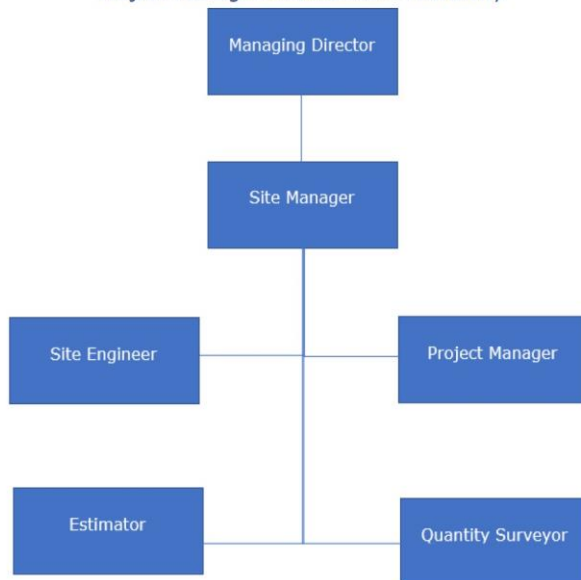 Managing Director
Site Manager
Site Engineer
Project Manager
Estimator
Quantity Surveyor